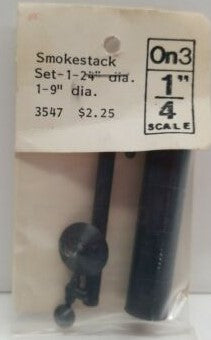 Smokestack
Set-1-24" dia.
1-9" dia.
3547 $2.25
On3
1"
4
SCALE